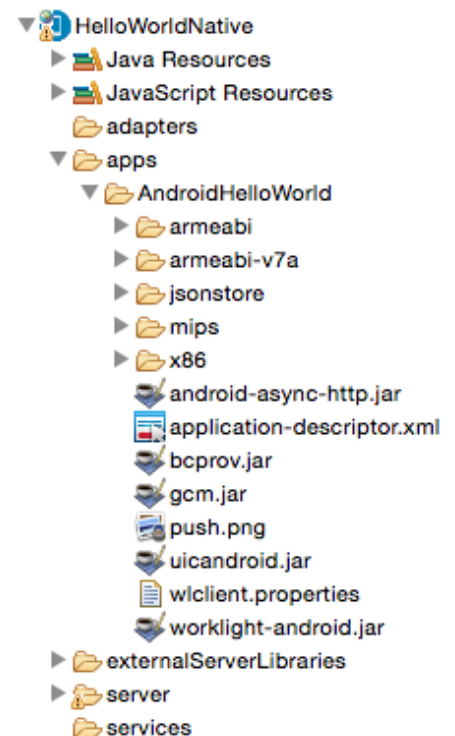 HelloWorldNative
Java Resources
JavaScript Resources
adapters
apps
AndroidHelloWorld
armeabi
armeabi-v7a
jsonstore
mips
x86
android-async-http.jar
application-descriptor.xml
bcprov.jar
gcm.jar
push.png
uicandroid.jar
wlclient.properties
worklight-android.jar
externalServerLibraries
server
services